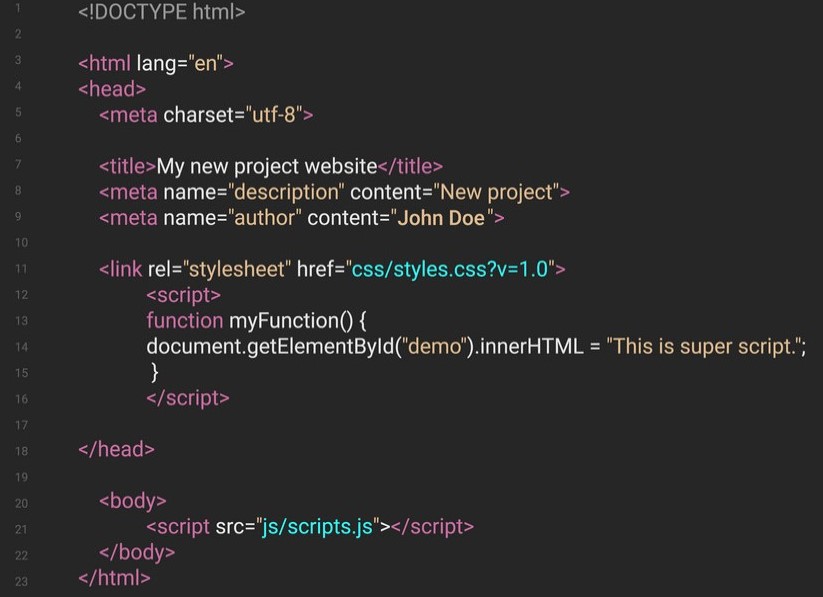 1 <!DOCTYPE html>
2
3 <html lang="en">
4 <head>
5 <meta charset="utf-8">
6
7 <title>My new project website</title>
8 <meta name="description" content="New project">
9 <meta name="author" content="John Doe">
10
11 <link rel="stylesheet" href="css/styles.css?v=1.0">
12 <script>
13 function myFunction() {
14 document.getElementById("demo").innerHTML = "This is super script.";
15 }
16 </script>
17
18 </head>
19
20 <body>
21 <script src="js/scripts.js"></script>
22 </body>
23 </html>